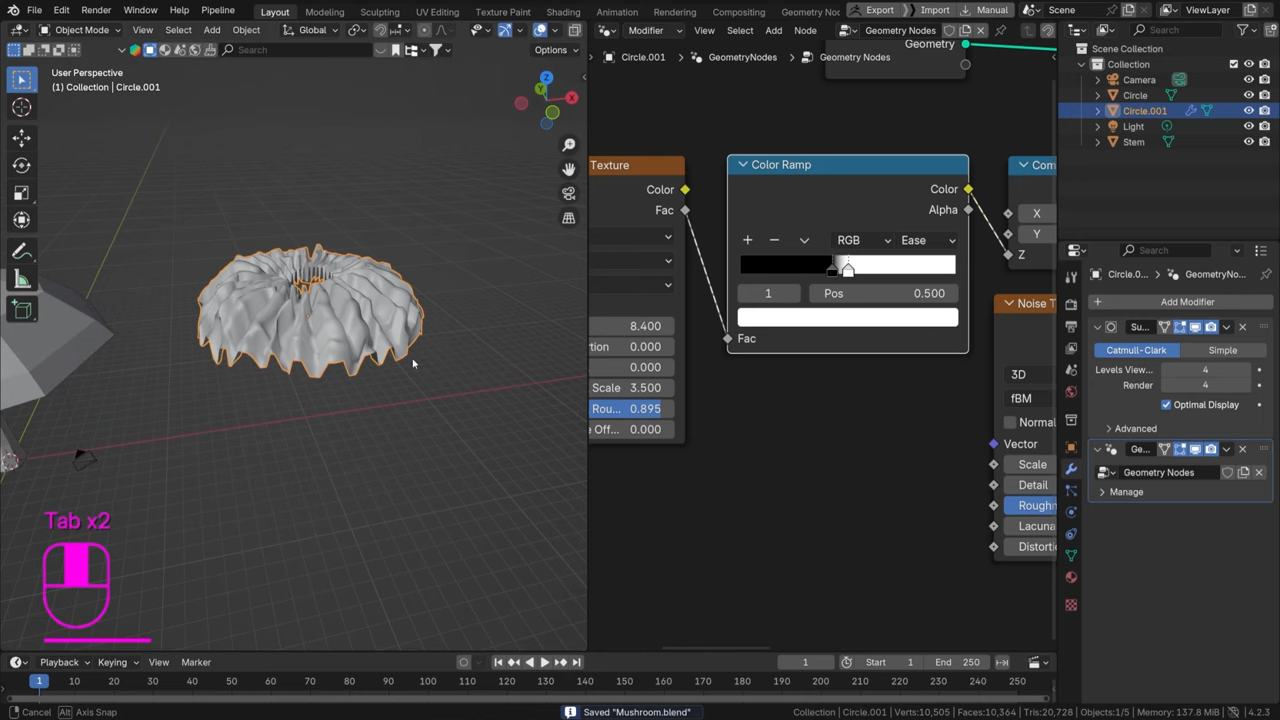 File Edit Render Window Help Pipeline Layout Modeling Sculpting UV Editing Texture Paint Shading Animation Rendering Compositing Geometry Noc Export Import Manual Scene ViewLayer
Object Mode View Select Add Object Global Modifier View Select Add Node Geometry Nodes
Search Options
User Perspective
(1) Collection | Circle.001
Circle.001 GeometryNodes Geometry Nodes
Geometry
Scene Collection
Collection
Camera
Circle
Circle.001
Light
Stem
Texture
Color
Fac
8.400
rtion 0.000
0.000
Scale 3.500
Rou... 0.895
e Off... 0.000
Color Ramp
Color
Alpha
RGB Ease
1 Pos 0.500
Fac
Com
X
Y
Z
Noise T
3D
fBM
Normal
Vector
Scale
Detail
Roughn
Lacuna
Distortic
Search
Circle.0... GeometryNo...
Add Modifier
Su...
Catmull-Clark Simple
Levels View... 4
Render 4
Optimal Display
Advanced
Ge...
Geometry Nodes
Manage
Tab x2
Playback Keying View Marker 1 Start 1 End 250
1 10 20 30 40 50 60 70 80 90 100 110 120 130 140 150 160 170 180 190 200 210 220 230 240 250
Cancel Alt Axis Snap Saved "Mushroom.blend" Collection | Circle.001 | Verts:10,505 | Faces:10,364 | Tris:20,728 | Objects:1/5 | Memory: 137.8 MiB | 4.2.3